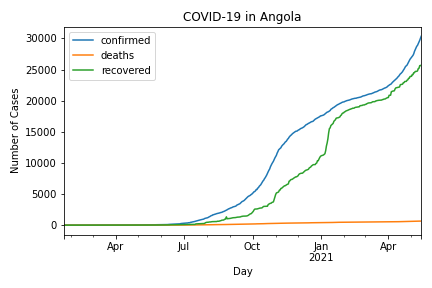 COVID-19 in Angola
confirmed
deaths
recovered
Number of Cases
30000
25000
20000
15000
10000
5000
0
Apr Jul Oct Jan Apr
2021
Day